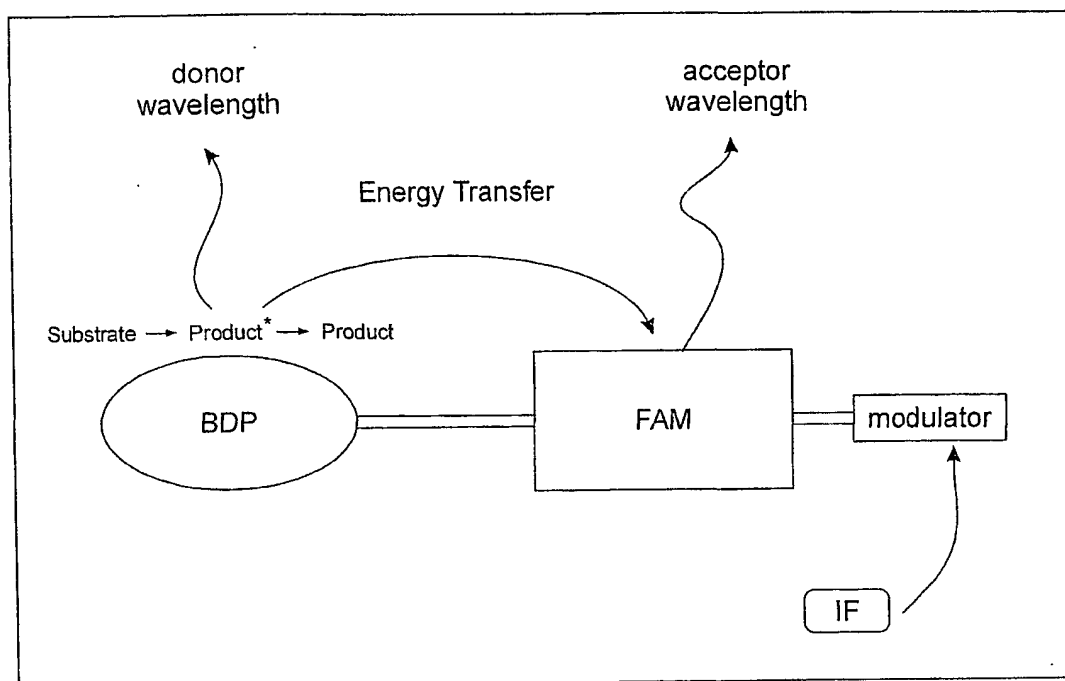 donor
wavelength
acceptor
wavelength
Energy Transfer
Substrate → Product* → Product
BDP
FAM
modulator
IF